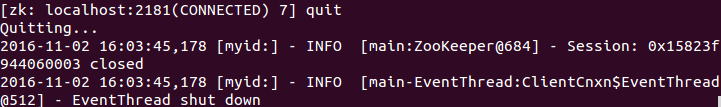 [zk: localhost:2181(CONNECTED) 7] quit
Quitting...
2016-11-02 16:03:45,178 [myid:] - INFO  [main:ZooKeeper@684] - Session: 0x15823f
944060003 closed
2016-11-02 16:03:45,178 [myid:] - INFO  [main-EventThread:ClientCnxn$EventThread
@512] - EventThread shut down